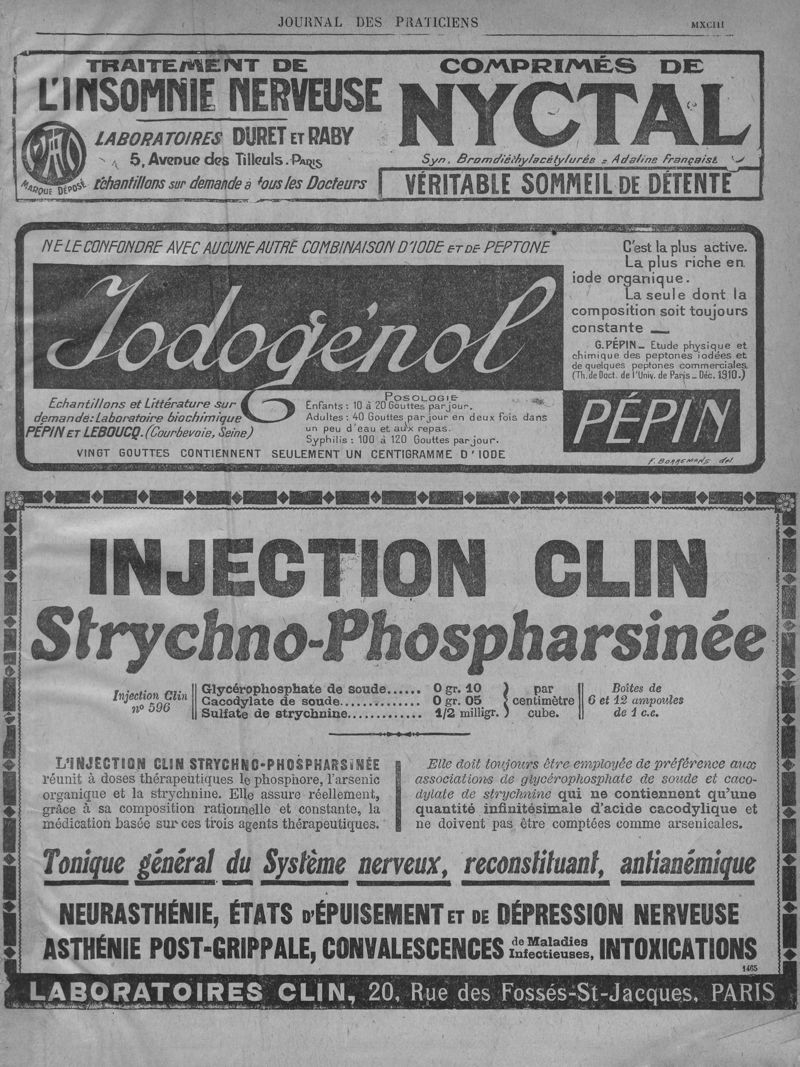 JOURNAL DES PRATICIENS
MXCIII
TRAITEMENT DE
L'INSOMNIE NERVEUSE
LABORATOIRES DURET ET RABY
5, Avenue des Tilleuls. PARIS
MARQUE DÉPOSÉE
échantillons sur demande à tous les Docteurs
COMPRIMÉS DE
NYCTAL
Syn. Bromdiéthylacétylurée = Adaline Française
VÉRITABLE SOMMEIL DE DÉTENTE
NE LE CONFONDRE AVEC AUCUNE AUTRE COMBINAISON D'IODE ET DE PEPTONE
Iodogénol
C'est la plus active.
La plus riche en
iode organique.
La seule dont la
composition soit toujours
constante —
G. PÉPIN _ Etude physique et
chimique des peptones iodées et
de quelques peptones commerciales
(Th. de Doct. de l'Univ. de Paris _ Déc. 1910.)
Echantillons et Littérature sur
demande: Laboratoire biochimique
PÉPIN ET LEBOUCQ. (Courbevoie, Seine)
POSOLOGIE
Enfants : 10 à 20 Gouttes par jour.
Adultes : 40 Gouttes par jour en deux fois dans
un peu d'eau et aux repas.
Syphilis : 100 à 120 Gouttes par jour.
VINGT GOUTTES CONTIENNENT SEULEMENT UN CENTIGRAMME D'IODE
PÉPIN
F. BORREMANS del.
INJECTION CLIN
Strychno-Phospharsinée
Injection Clin
n° 596
Glycérophosphate de soude...... 0 gr. 10
Cacodylate de soude.............. 0 gr. 05
Sulfate de strychnine............. 1/2 milligr.
par
centimètre
cube.
Boîtes de
6 et 12 ampoules
de 1 c.c.
L'INJECTION CLIN STRYCHNO-PHOSPHARSINÉE
réunit à doses thérapeutiques le phosphore, l'arsenic
organique et la strychnine. Elle assure réellement,
grâce à sa composition rationnelle et constante, la
médication basée sur ces trois agents thérapeutiques.
Elle doit toujours être employée de préférence aux
associations de glycérophosphate de soude et caco-
dylate de strychnine qui ne contiennent qu'une
quantité infinitésimale d'acide cacodylique et
ne doivent pas être comptées comme arsenicales.
Tonique général du Système nerveux, reconstituant, antianémique
NEURASTHÉNIE, ÉTATS D'ÉPUISEMENT ET DE DÉPRESSION NERVEUSE
ASTHÉNIE POST-GRIPPALE, CONVALESCENCES de Maladies Infectieuses, INTOXICATIONS
1465
LABORATOIRES CLIN, 20, Rue des Fossés-St-Jacques, PARIS